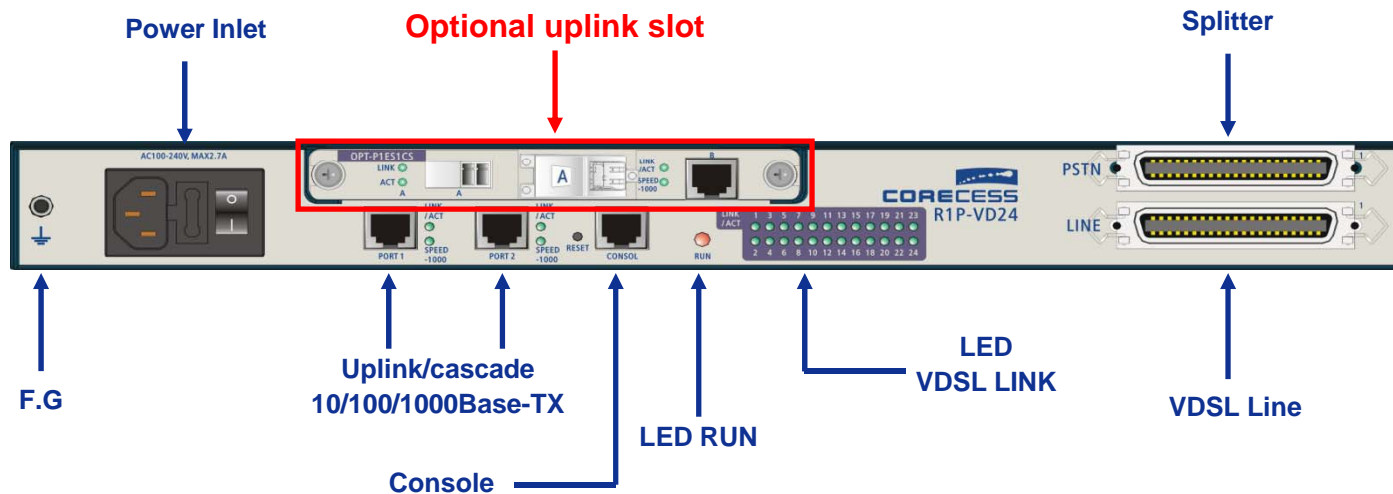 Power Inlet
Optional uplink slot
Splitter
AC100-240V, MAX2.7A
OPT-P1ES1CS
LINK
ACT
A
A
A
LINK
/ACT
SPEED
-1000
B
PSTN
1
CORECESS
R1P-VD24
LINE
1
LINK
/ACT
SPEED
-1000
PORT 1
LINK
/ACT
SPEED
-1000
PORT 2
RESET
CONSOL
RUN
LINK
/ACT
1 3 5 7 9 11 13 15 17 19 21 23
2 4 6 8 10 12 14 16 18 20 22 24
F.G
Uplink/cascade
10/100/1000Base-TX
Console
LED RUN
LED
VDSL LINK
VDSL Line